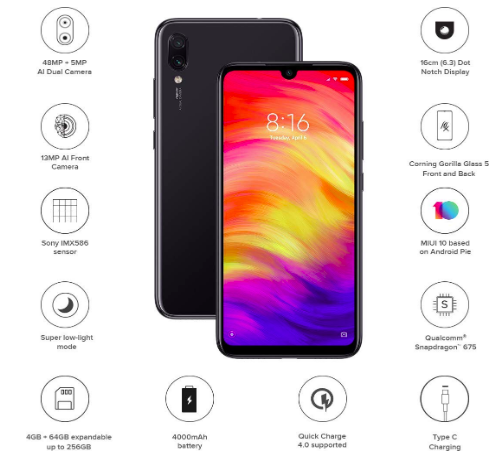 48MP + 5MP
AI Dual Camera
13MP AI Front
Camera
Sony IMX586
sensor
Super low-light
mode
4GB + 64GB expandable
up to 256GB
8:16
4000mAh
battery
Quick Charge
4.0 supported
16cm (6.3) Dot
Notch Display
Corning Gorilla Glass 5
Front and Back
10
MIUI 10 based
on Android Pie
S
Qualcomm®
Snapdragon™ 675
Type C
Charging